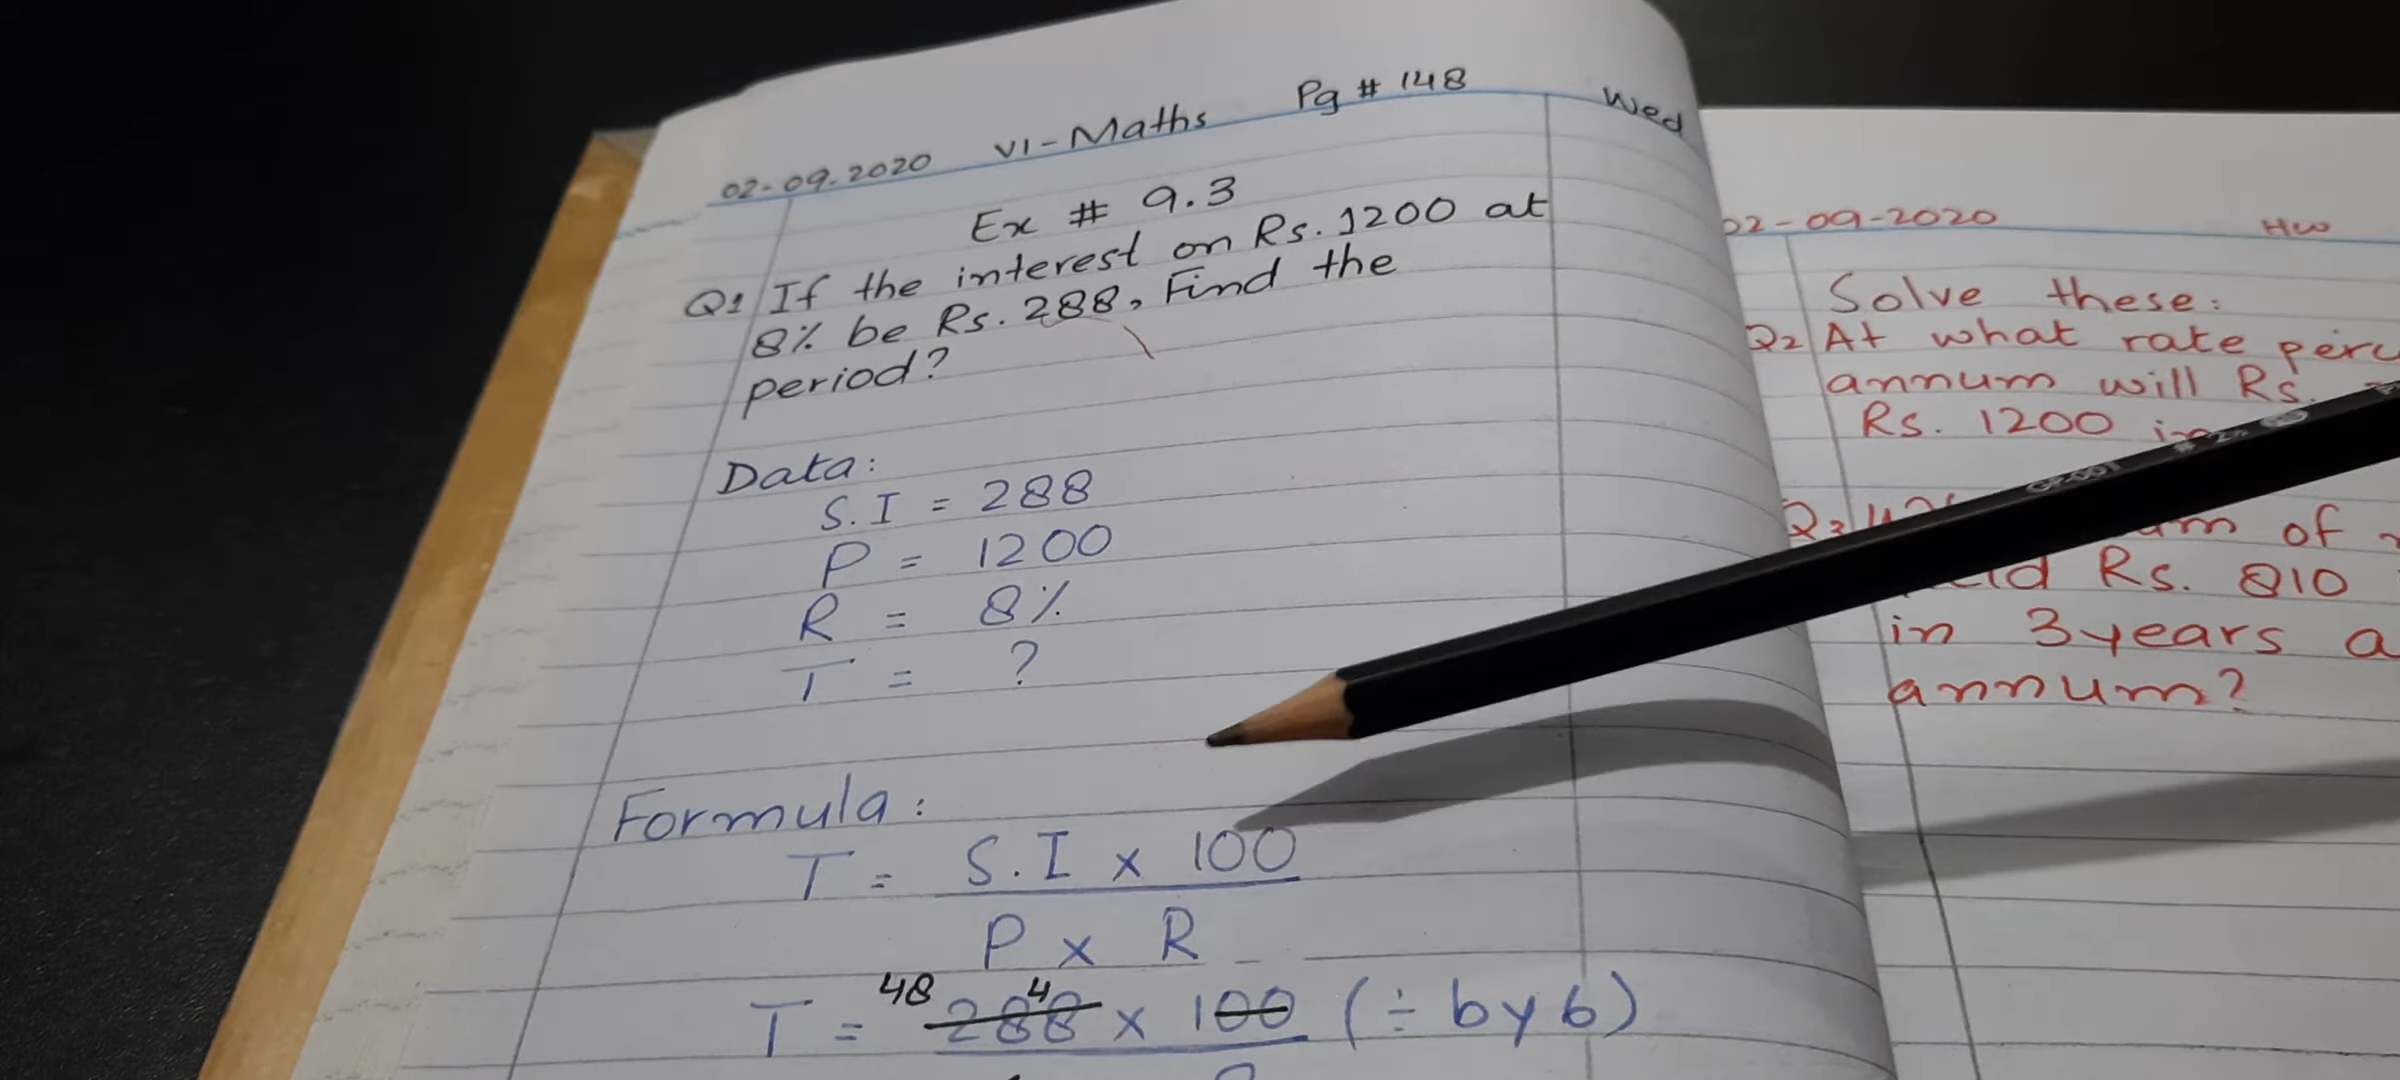 02-09.2020 VI-Maths Pg # 148 Wed
Ex # 9.3
Q1 If the interest on Rs. 1200 at
8% be Rs. 288, Find the
period?
Data:
S.I = 288
P = 1200
R = 8%
T = ?
Formula:
T = S.I x 100
P x R
48 4
T = 288 x 100 (÷ by 6)
02-09-2020 HW
Solve these:
Q2 At what rate
annum will Rs.
Rs. 1200
Q3 of
Rs. 810
in 3 years a
annum?